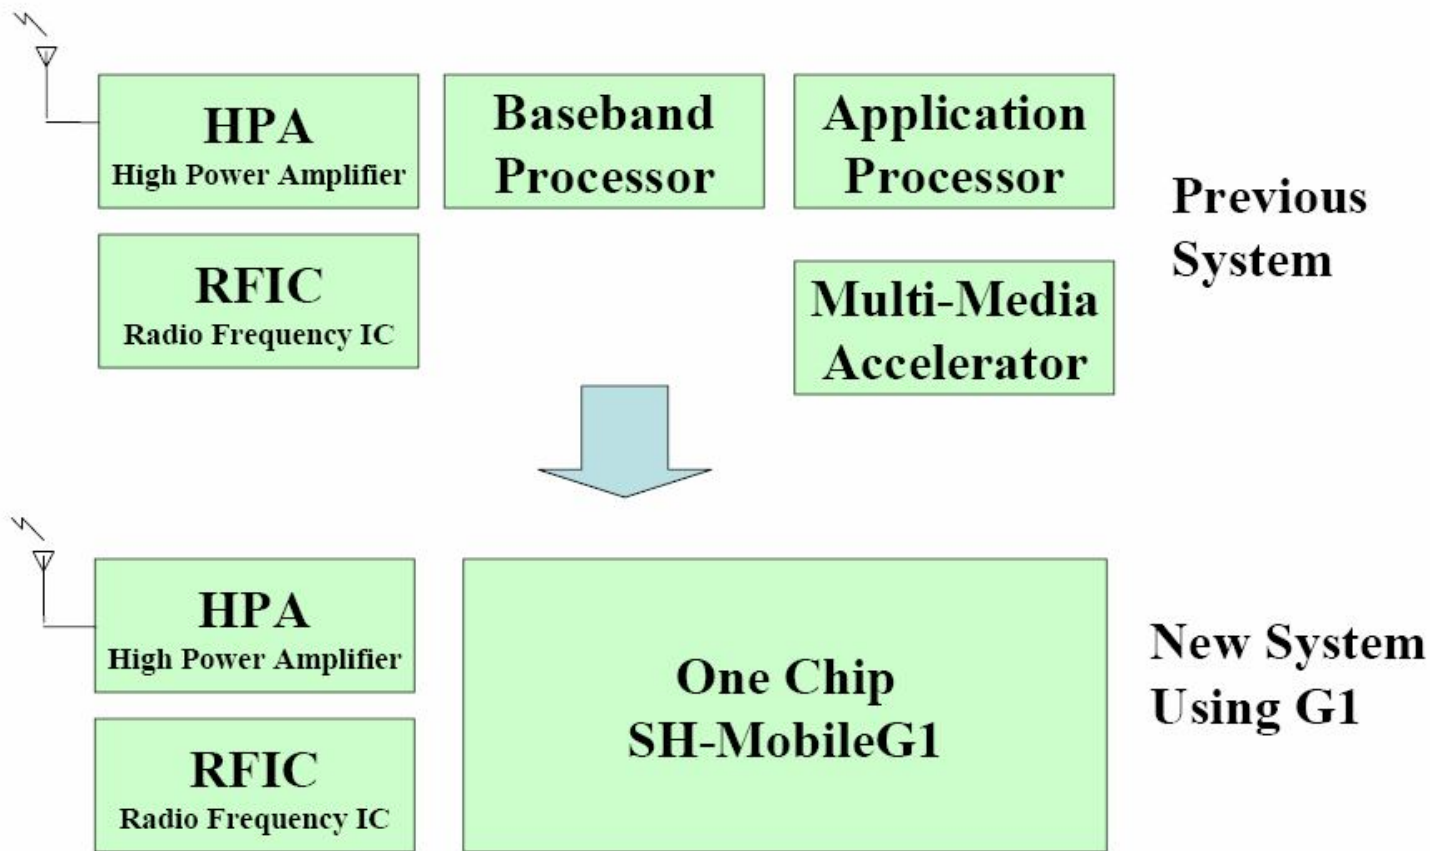 HPA
High Power Amplifier
Baseband
Processor
Application
Processor
RFIC
Radio Frequency IC
Multi-Media
Accelerator
Previous
System
HPA
High Power Amplifier
RFIC
Radio Frequency IC
One Chip
SH-MobileG1
New System
Using G1